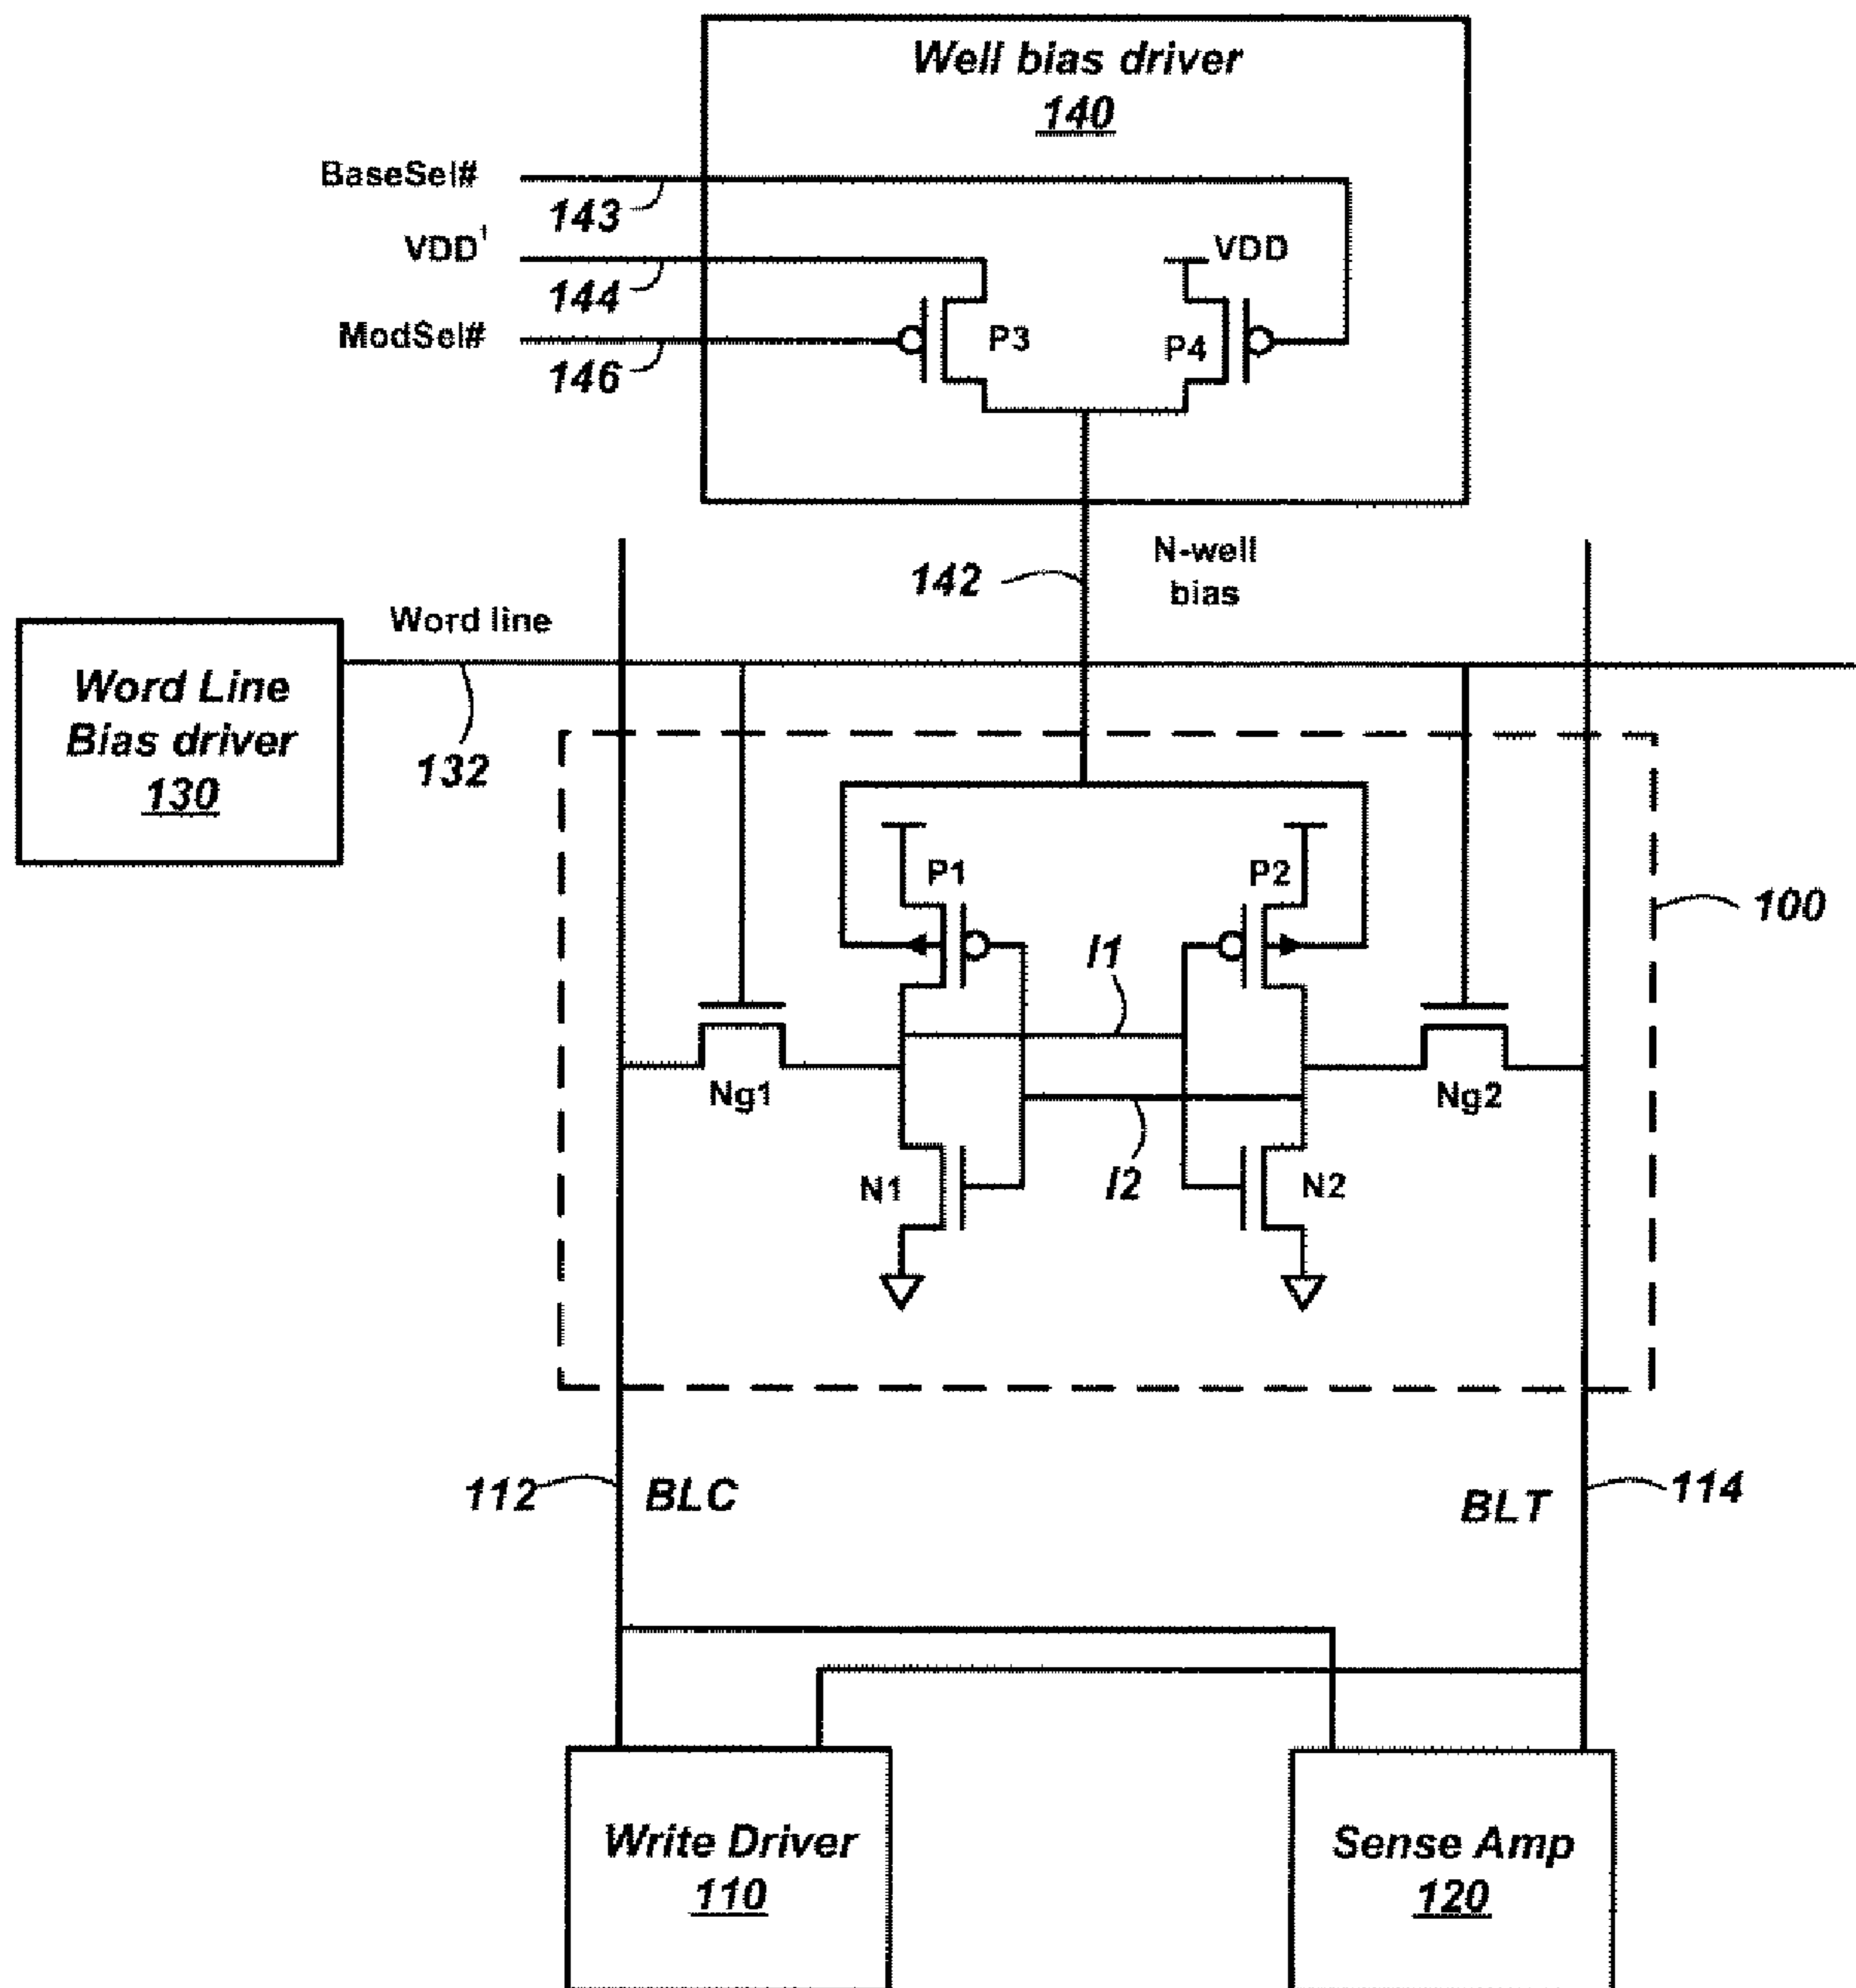 Well bias driver
140
BaseSel#
143
VDD'
VDD
144
ModSel#
P3
P4
146
N-well
bias
142
Word line
Word Line
Bias driver
130
132
P1
P2
100
I1
Ng1
Ng2
N1
I2
N2
112
BLC
BLT
114
Write Driver
110
Sense Amp
120